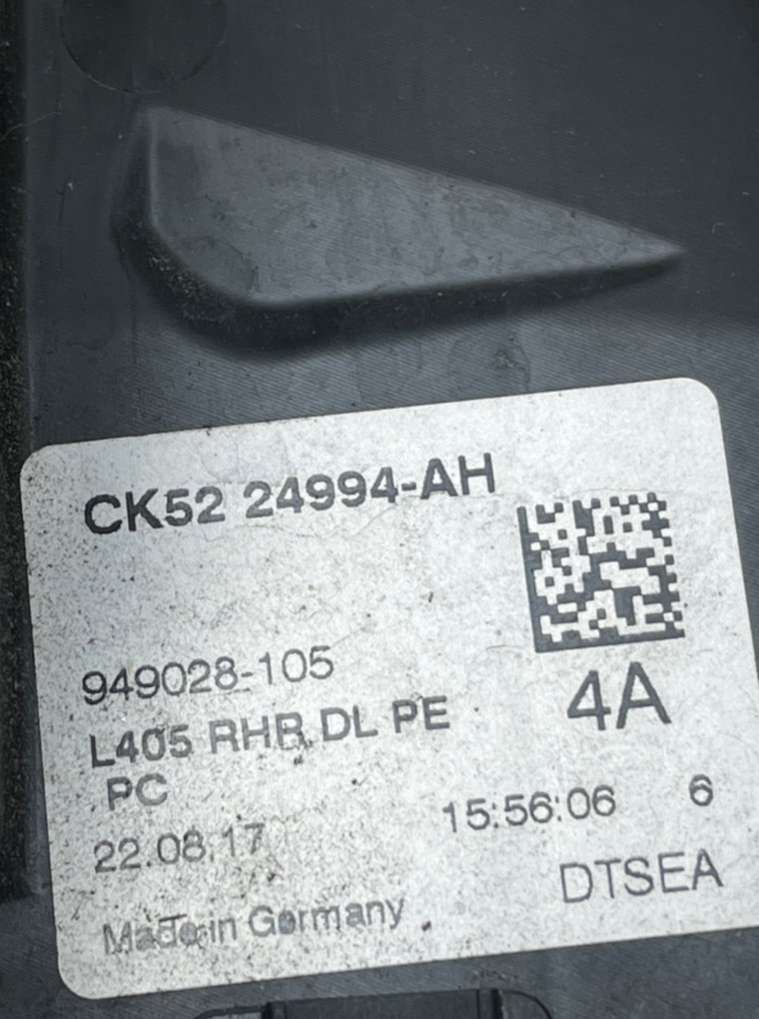 CK52 24994-AH
949028-105
4A
L405 RHR DL PE
PC
22.08.17 15:56:06 6
DTSEA
Made in Germany